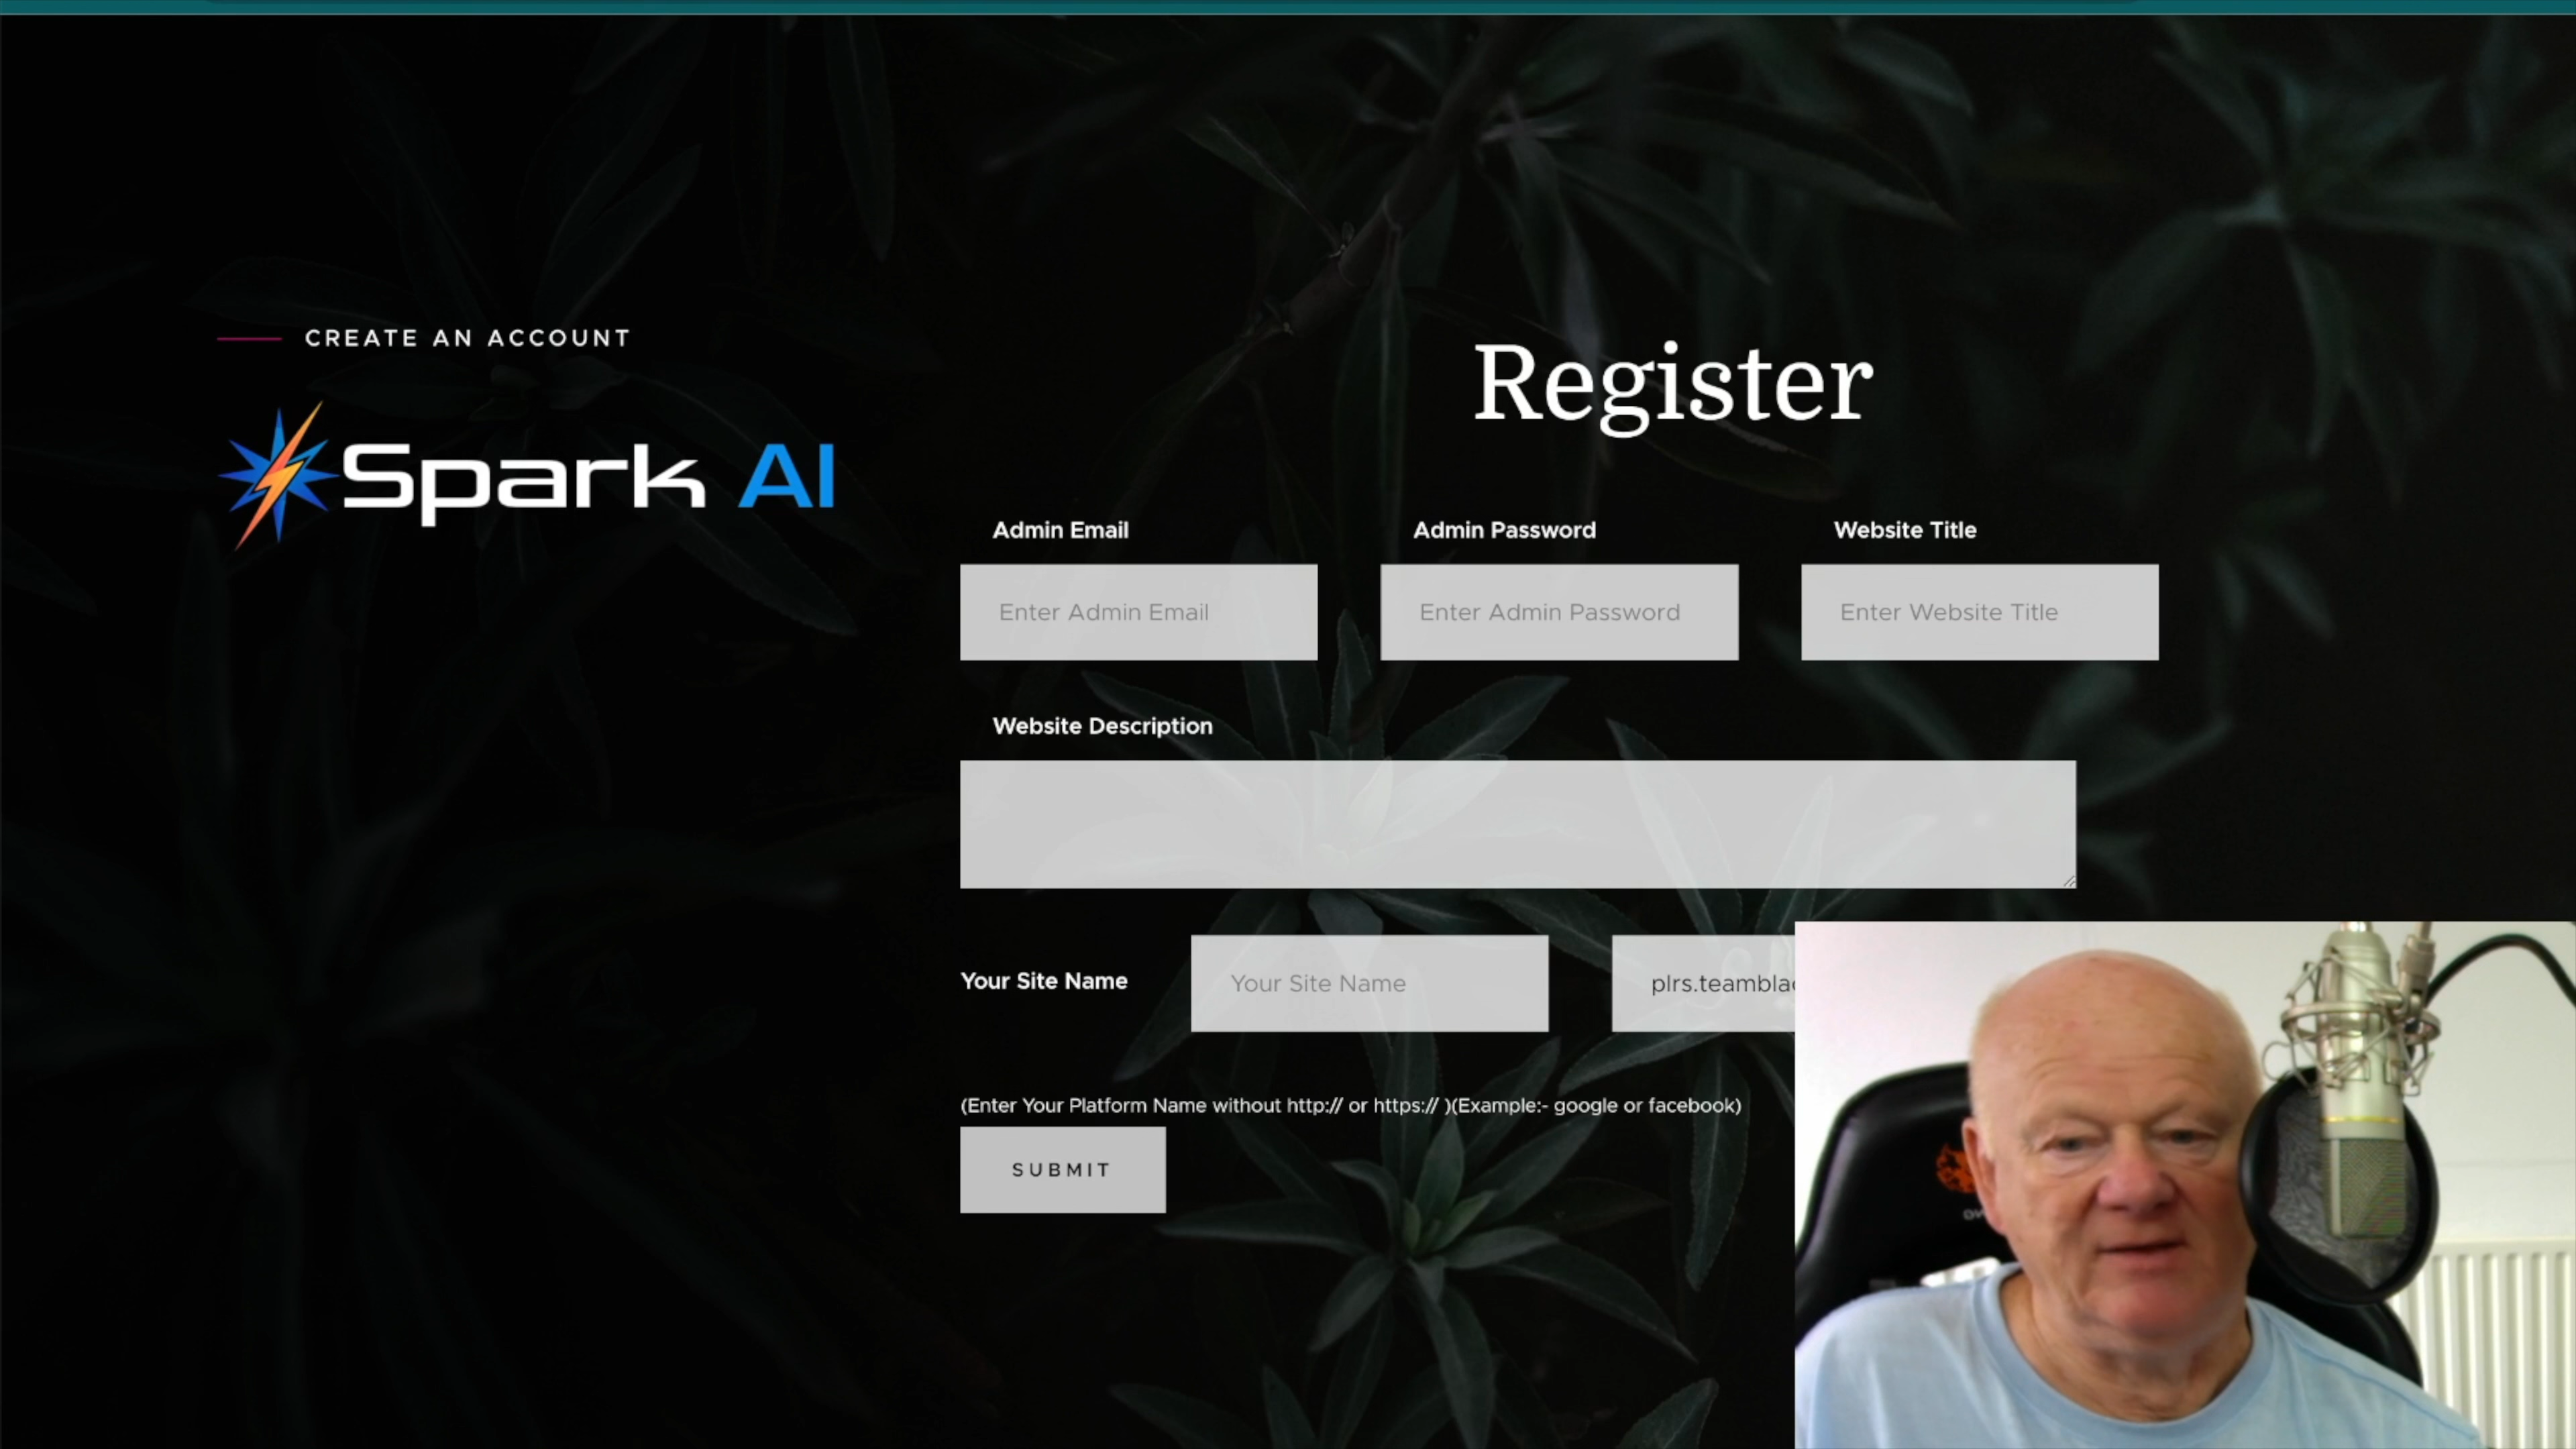 CREATE AN ACCOUNT
Spark AI
Register
Admin Email
Admin Password
Website Title
Enter Admin Email
Enter Admin Password
Enter Website Title
Website Description
Your Site Name
Your Site Name
(Enter Your Platform Name without http:// or https:// )(Example:- google or facebook)
SUBMIT